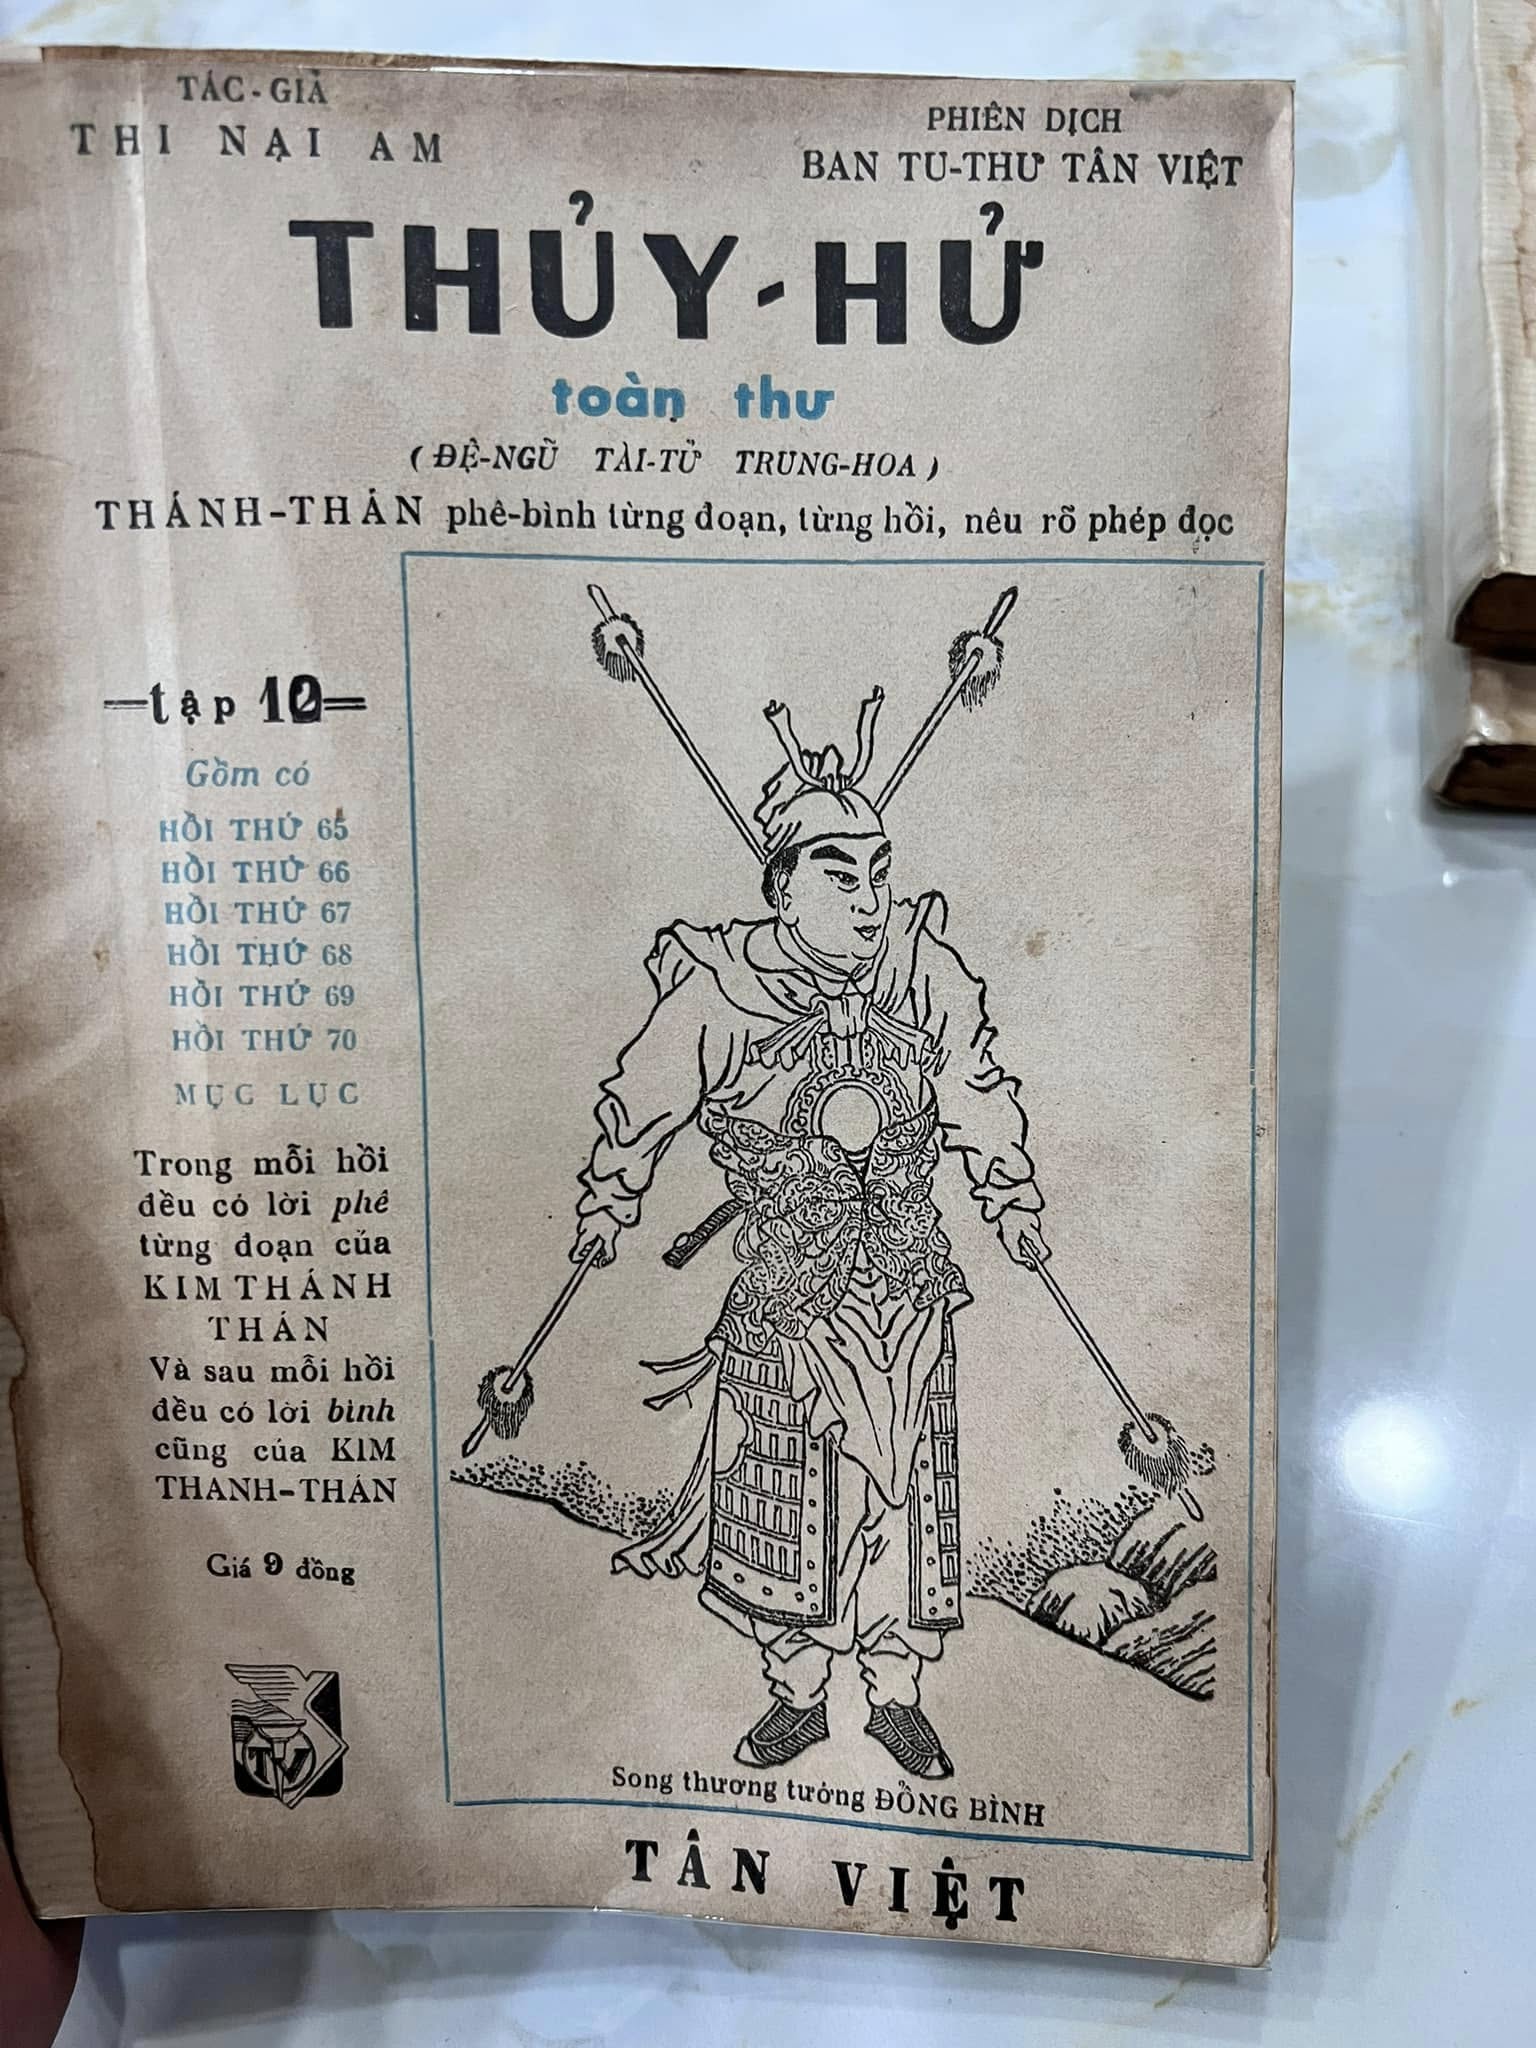 TÁC-GIẢ
THI NẠI AM
PHIÊN DỊCH
BAN TU-THƯ TÂN VIỆT
THỦY-HỬ
toàn thư
(ĐỆ-NGŨ TÀI-TỬ TRUNG-HOA)
THÁNH-THÁN phê-bình từng đoạn, từng hồi, nêu rõ phép đọc
tập
Gồm có
HỒI THỨ 65
HỒI THỨ 66
HỒI THỨ 67
HỒI THỨ 68
HỒI THỨ 69
HỒI THỨ 70
MỤC LỤC
Trong mỗi hồi
đều có lời phê
từng đoạn của
KIM THÁNH
THÁN
Và sau mỗi hồi
đều có lời bình
cũng của KIM
THANH-THÁN
Giá 9 đồng
TV
Song thương tướng ĐỔNG BÌNH
TÂN VIỆT